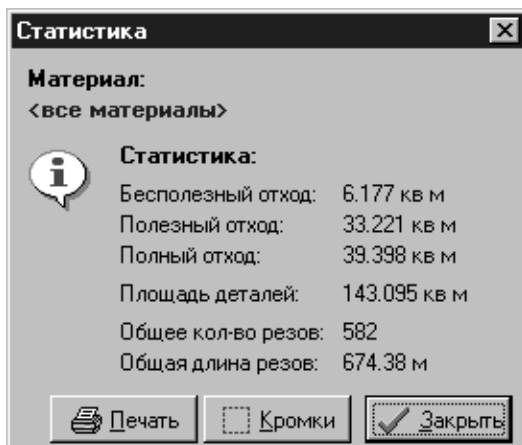 Статистика
Материал:
<все материалы>
Статистика:
Бесполезный отход: 6.177 кв м
Полезный отход: 33.221 кв м
Полный отход: 39.398 кв м
Площадь деталей: 143.095 кв м
Общее кол-во резов: 582
Общая длина резов: 674.38 м
Печать Кромки Закрыть